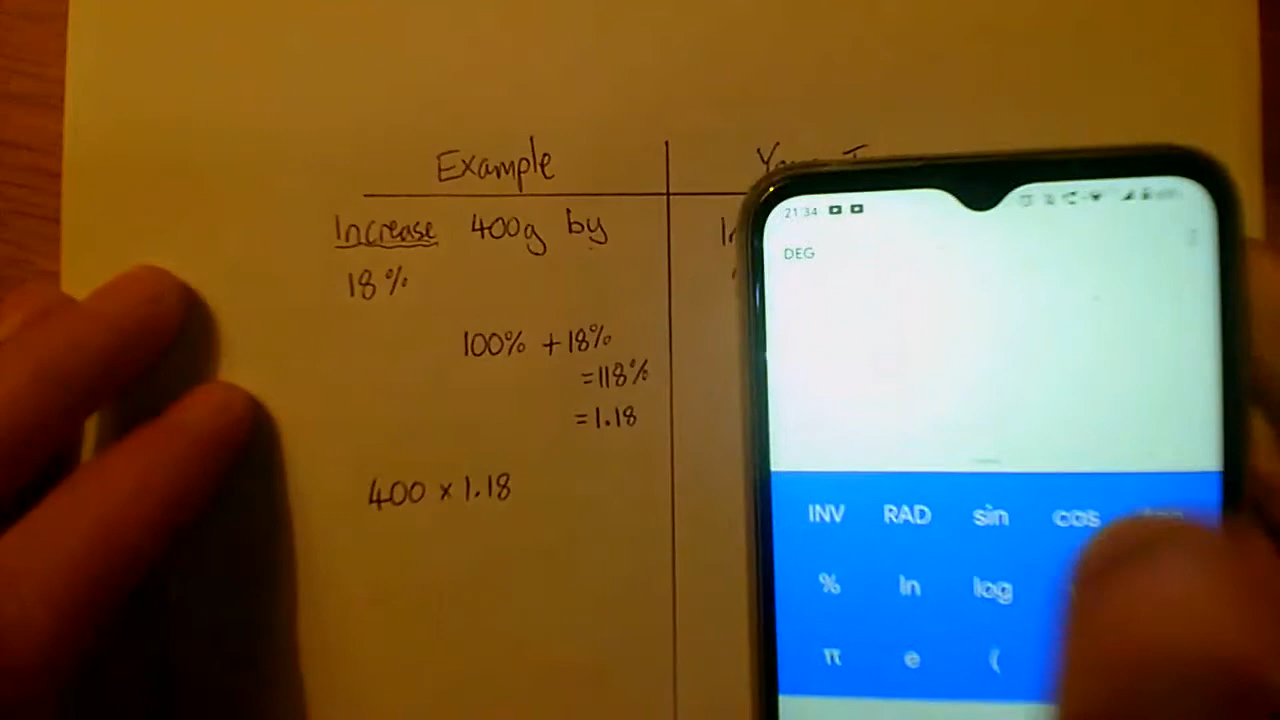 Example
Increase 400g by
18%
100% + 18%
=118%
=1.18
400 × 1.18
21:34
DEG
INV RAD sin cos
% ln log
π e (